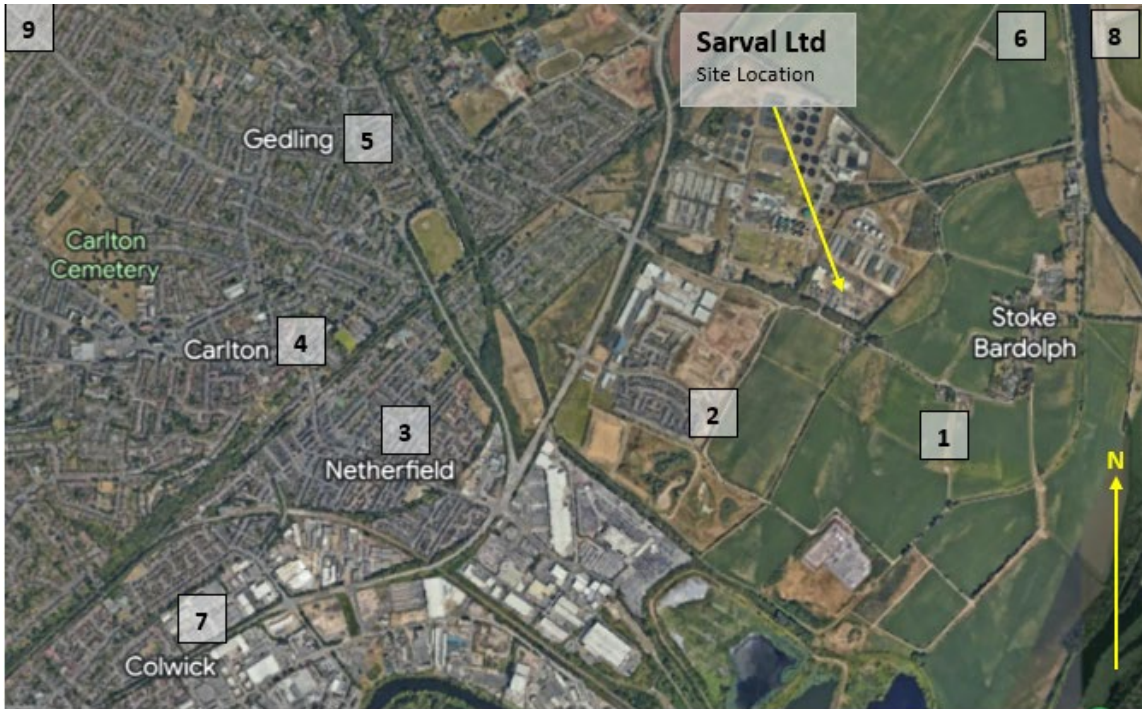 9
Sarval Ltd
Site Location
6
8
Gedling
5
Carlton
Cemetery
Stoke
Bardolph
Carlton
4
2
3
Netherfield
1
N
7
Colwick